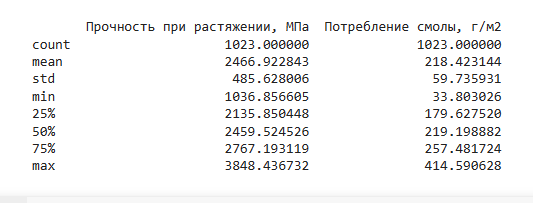 Прочность при растяжении, МПа Потребление смолы, г/м2
count 1023.000000 1023.000000
mean 2466.922843 218.423144
std 485.628006 59.735931
min 1036.856605 33.803026
25% 2135.850448 179.627520
50% 2459.524526 219.198882
75% 2767.193119 257.481724
max 3848.436732 414.590628